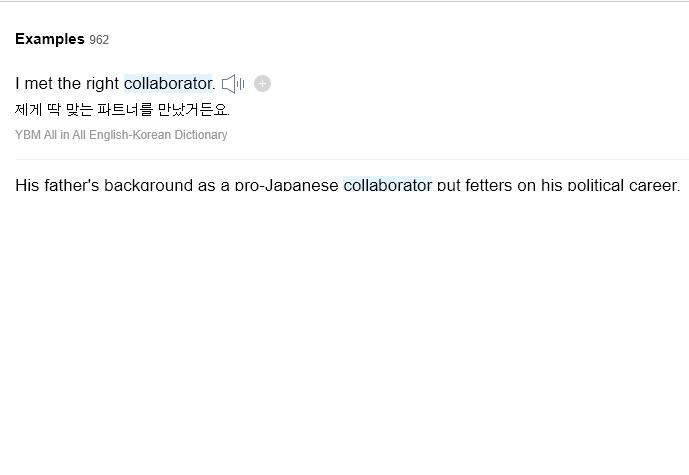 Examples 962
I met the right collaborator.
제게 딱 맞는 파트너를 만났거든요.
YBM All in All English-Korean Dictionary
His father's background as a pro-Japanese collaborator put fetters on his political career.